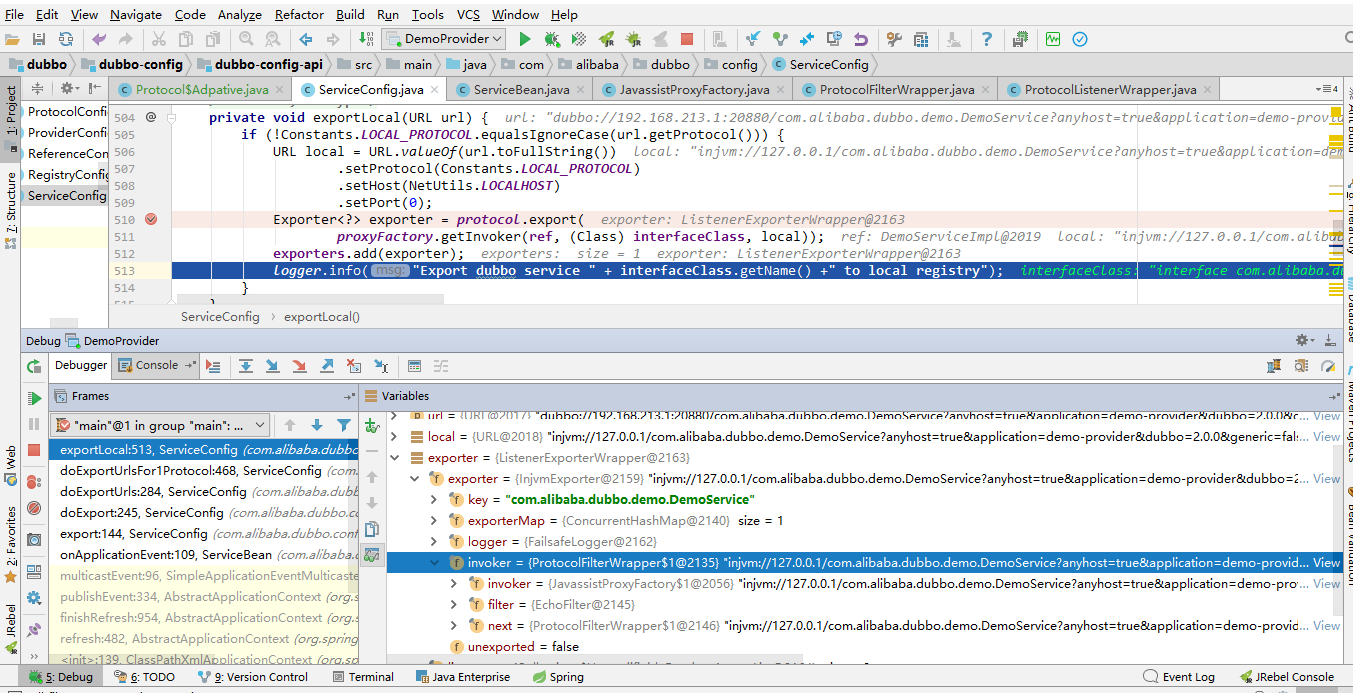 File Edit View Navigate Code Analyze Refactor Build Run Tools VCS Window Help
DemoProvider
dubbo dubbo-config dubbo-config-api src main java com alibaba dubbo config ServiceConfig
1: Project
Z: Structure
Web
2: Favorites
JRebel
ProtocolConfi
ProviderConfi
ReferenceCon
RegistryConfig
ServiceConfig
Protocol$Adpative.java ServiceConfig.java ServiceBean.java JavassistProxyFactory.java ProtocolFilterWrapper.java ProtocolListenerWrapper.java
504 @ private void exportLocal(URL url) { url: "dubbo://192.168.213.1:20880/com.alibaba.dubbo.demo.DemoService?anyhost=true&application=demo-provid
505 if (!Constants.LOCAL_PROTOCOL.equalsIgnoreCase(url.getProtocol())) {
506 URL local = URL.valueOf(url.toFullString()) local: "injvm://127.0.0.1/com.alibaba.dubbo.demo.DemoService?anyhost=true&application=dem
507 .setProtocol(Constants.LOCAL_PROTOCOL)
508 .setHost(NetUtils.LOCALHOST)
509 .setPort(0);
510 Exporter<?> exporter = protocol.export( exporter: ListenerExporterWrapper@2163
511 proxyFactory.getInvoker(ref, (Class) interfaceClass, local)); ref: DemoServiceImpl@2019 local: "injvm://127.0.0.1/com.alibab
512 exporters.add(exporter); exporters: size = 1 exporter: ListenerExporterWrapper@2163
513 logger.info( msg: "Export dubbo service " + interfaceClass.getName() +" to local registry"); interfaceClass: "interface com.alibaba.du
514 }
ServiceConfig › exportLocal()
Debug DemoProvider
Debugger Console
Frames
"main"@1 in group "main": ...
exportLocal:513, ServiceConfig (com.alibaba.dubbo
doExportUrlsFor1Protocol:468, ServiceConfig (com.
doExportUrls:284, ServiceConfig (com.alibaba.dubb
doExport:245, ServiceConfig (com.alibaba.dubbo.co
export:144, ServiceConfig (com.alibaba.dubbo.conf
onApplicationEvent:109, ServiceBean (com.alibaba.
multicastEvent:96, SimpleApplicationEventMulticaste
publishEvent:334, AbstractApplicationContext (org.s
finishRefresh:954, AbstractApplicationContext (org.s
refresh:482, AbstractApplicationContext (org.spring
<init>:139, ClassPathXmlApplicationContext (org.sp
Variables
url = {URL@2017} "dubbo://192.168.213.1:20880/com.alibaba.dubbo.demo.DemoService?anyhost=true&application=demo-provider&dubbo=2.0.0&c... View
local = {URL@2018} "injvm://127.0.0.1/com.alibaba.dubbo.demo.DemoService?anyhost=true&application=demo-provider&dubbo=2.0.0&generic=fal... View
exporter = {ListenerExporterWrapper@2163}
exporter = {InjvmExporter@2159} "injvm://127.0.0.1/com.alibaba.dubbo.demo.DemoService?anyhost=true&application=demo-provider&dubbo=2... View
key = "com.alibaba.dubbo.demo.DemoService"
exporterMap = {ConcurrentHashMap@2140} size = 1
logger = {FailsafeLogger@2162}
invoker = {ProtocolFilterWrapper$1@2135} "injvm://127.0.0.1/com.alibaba.dubbo.demo.DemoService?anyhost=true&application=demo-provid... View
invoker = {JavassistProxyFactory$1@2056} "injvm://127.0.0.1/com.alibaba.dubbo.demo.DemoService?anyhost=true&application=demo-pro... View
filter = {EchoFilter@2145}
next = {ProtocolFilterWrapper$1@2146} "injvm://127.0.0.1/com.alibaba.dubbo.demo.DemoService?anyhost=true&application=demo-provid... View
unexported = false
5: Debug 6: TODO 9: Version Control Terminal Java Enterprise Spring Event Log JRebel Console